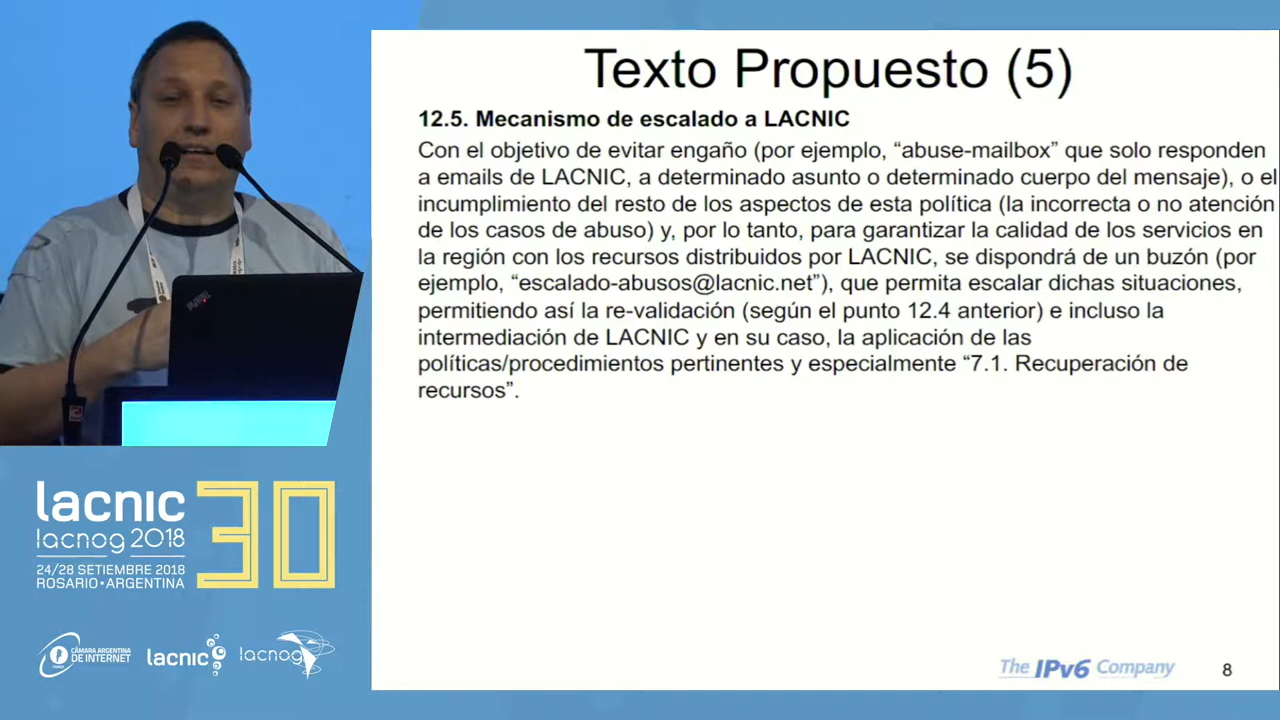 Texto Propuesto (5)
12.5. Mecanismo de escalado a LACNIC
Con el objetivo de evitar engaño (por ejemplo, “abuse-mailbox” que solo responden
a emails de LACNIC, a determinado asunto o determinado cuerpo del mensaje), o el
incumplimiento del resto de los aspectos de esta política (la incorrecta o no atención
de los casos de abuso) y, por lo tanto, para garantizar la calidad de los servicios en
la región con los recursos distribuidos por LACNIC, se dispondrá de un buzón (por
ejemplo, “escalado-abusos@lacnic.net”), que permita escalar dichas situaciones,
permitiendo así la re-validación (según el punto 12.4 anterior) e incluso la
intermediación de LACNIC y en su caso, la aplicación de las
políticas/procedimientos pertinentes y especialmente “7.1. Recuperación de
recursos”.
The IPv6 Company
8
lacnic 30
lacnog 2018
24/28 SETIEMBRE 2018
ROSARIO•ARGENTINA
CÁMARA ARGENTINA
DE INTERNET
lacnic
lacnog